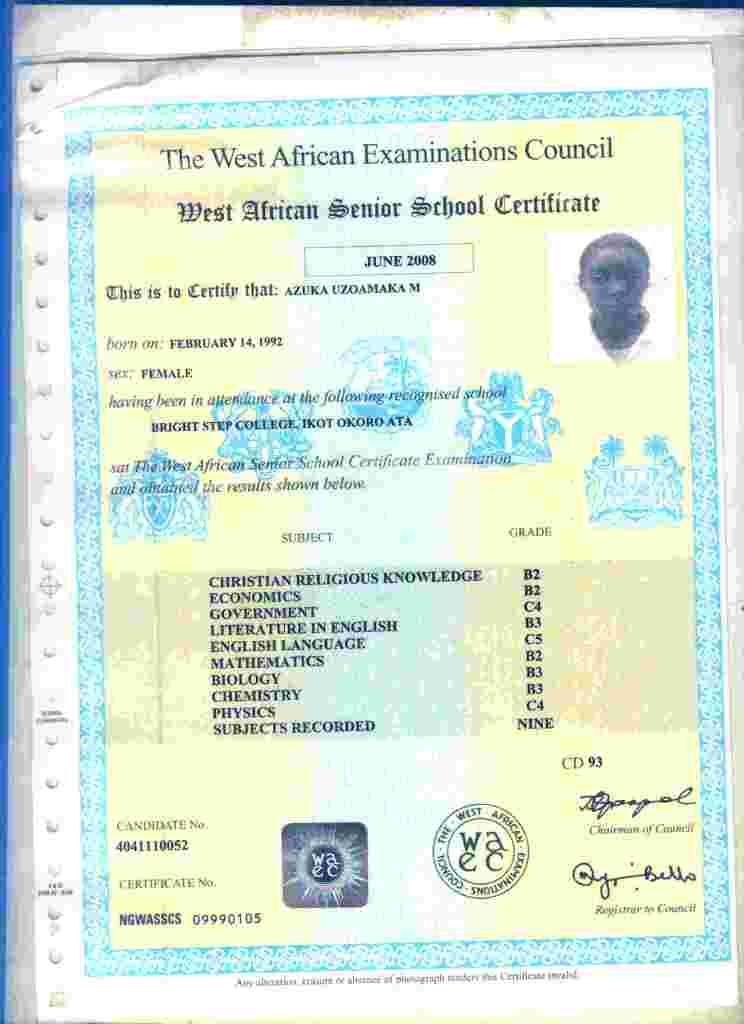 The West African Examinations Council
West African Senior School Certificate
JUNE 2008
This is to Certify that: AZUKA UZOAMAKA M
born on: FEBRUARY 14, 1992
sex: FEMALE
having been in attendance at the following recognised school
BRIGHT STEP COLLEGE, IKOT OKORO ATA
sat The West African Senior School Certificate Examination
and obtained the results shown below.
SUBJECT GRADE
CHRISTIAN RELIGIOUS KNOWLEDGE B2
ECONOMICS B2
GOVERNMENT C4
LITERATURE IN ENGLISH B3
ENGLISH LANGUAGE C5
MATHEMATICS B2
BIOLOGY B3
CHEMISTRY B3
PHYSICS C4
SUBJECTS RECORDED NINE
CD 93
Chairman of Council
CANDIDATE No.
4041110052
CERTIFICATE No.
NGWASSCS 09990105
waec
THE · WEST AFRICAN · EXAMINATIONS · COUNCIL ·
waec
Bello
Registrar to Council
Any alteration, erasure or absence of photograph renders this Certificate invalid.